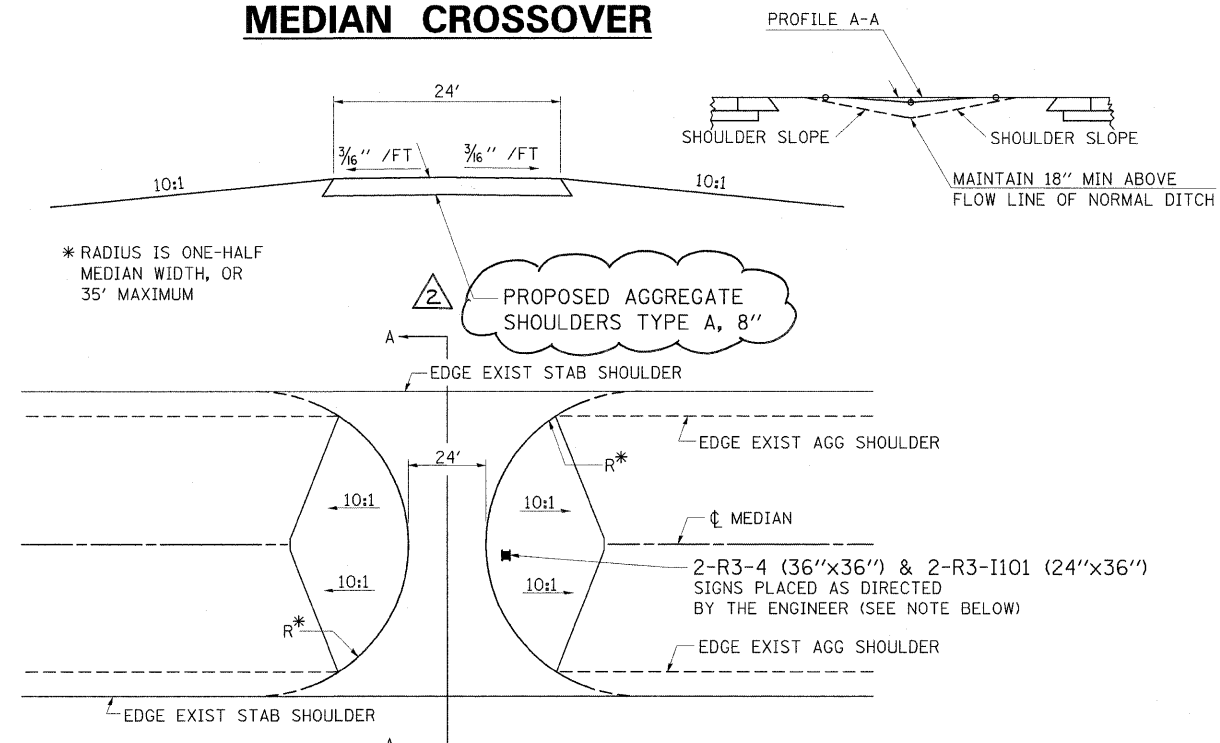 MEDIAN CROSSOVER
PROFILE A-A
24'
3/16" /FT 3/16" /FT
10:1 10:1
SHOULDER SLOPE SHOULDER SLOPE
MAINTAIN 18" MIN ABOVE
FLOW LINE OF NORMAL DITCH
* RADIUS IS ONE-HALF
MEDIAN WIDTH, OR
35' MAXIMUM
2
PROPOSED AGGREGATE
SHOULDERS TYPE A, 8"
A
EDGE EXIST STAB SHOULDER
EDGE EXIST AGG SHOULDER
R*
24'
10:1 10:1
℄ MEDIAN
2-R3-4 (36"x36") & 2-R3-I101 (24"x36")
SIGNS PLACED AS DIRECTED
BY THE ENGINEER (SEE NOTE BELOW)
10:1 10:1
R*
EDGE EXIST AGG SHOULDER
EDGE EXIST STAB SHOULDER